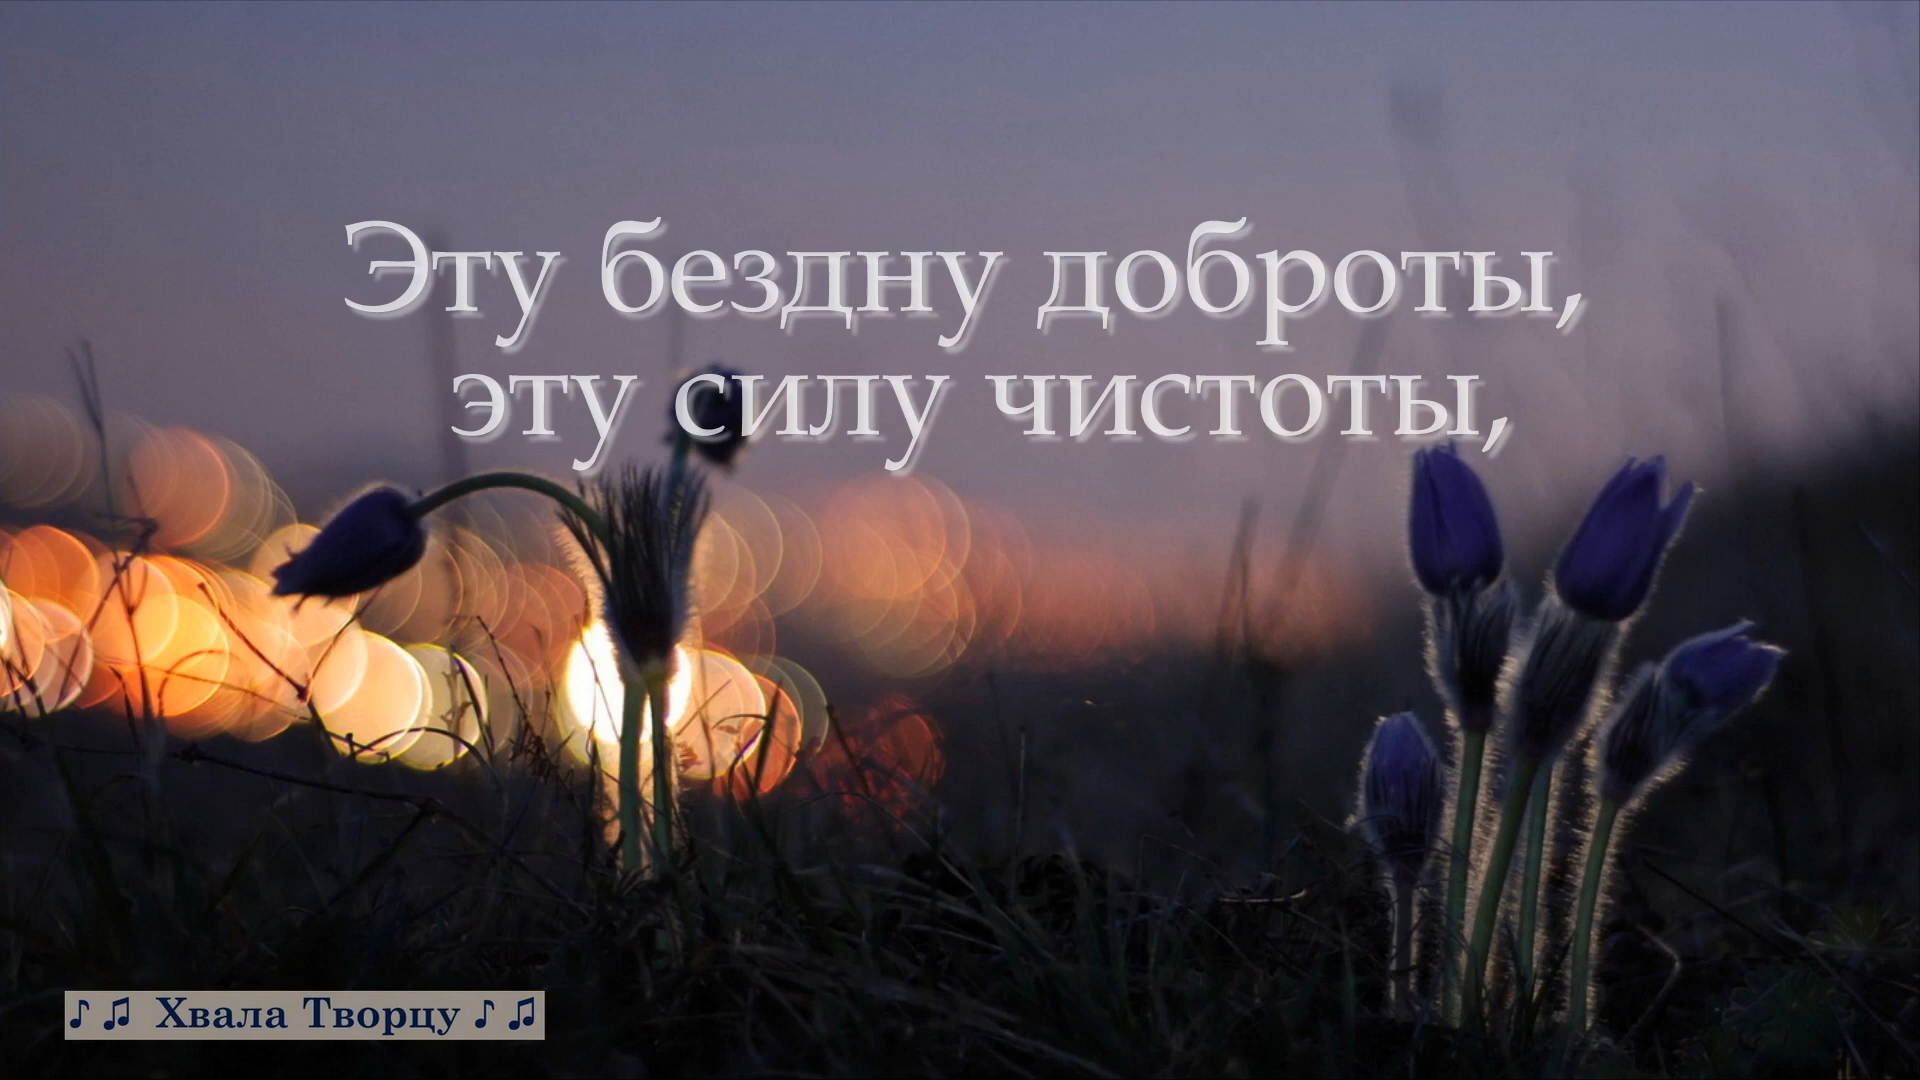 Эту бездну доброты,
эту силу чистоты,
♪♫ Хвала Творцу ♪♫